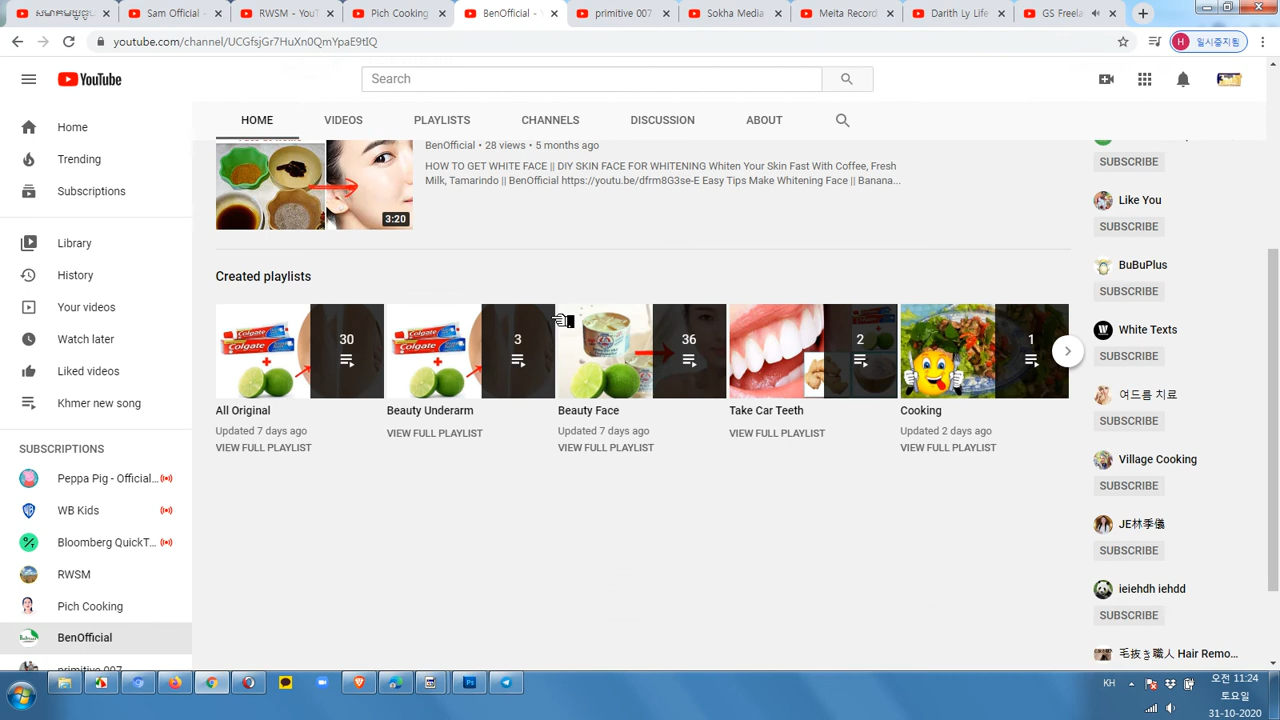 Sam Official -
RWSM - YouT
Pich Cooking
BenOfficial -
primitive 007
Sokha Media
Meita Record
Darith Ly Life
GS Freela
youtube.com/channel/UCGfsjGr7HuXn0QmYpaE9tIQ
H 일시중지됨
YouTube
Search
HOME VIDEOS PLAYLISTS CHANNELS DISCUSSION ABOUT
Home
Trending
Subscriptions
Library
History
Your videos
Watch later
Liked videos
Khmer new song
SUBSCRIPTIONS
Peppa Pig - Official...
WB Kids
Bloomberg QuickT...
RWSM
Pich Cooking
BenOfficial
primitive 007
BenOfficial • 28 views • 5 months ago
HOW TO GET WHITE FACE || DIY SKIN FACE FOR WHITENING Whiten Your Skin Fast With Coffee, Fresh
Milk, Tamarindo || BenOfficial https://youtu.be/dfrm8G3se-E Easy Tips Make Whitening Face || Banana...
3:20
Created playlists
Colgate
Colgate
30
Colgate
Colgate
3
36
2
1
All Original
Updated 7 days ago
VIEW FULL PLAYLIST
Beauty Underarm
VIEW FULL PLAYLIST
Beauty Face
Updated 7 days ago
VIEW FULL PLAYLIST
Take Car Teeth
VIEW FULL PLAYLIST
Cooking
Updated 2 days ago
VIEW FULL PLAYLIST
SUBSCRIBE
Like You
SUBSCRIBE
BuBuPlus
SUBSCRIBE
White Texts
SUBSCRIBE
여드름 치료
SUBSCRIBE
Village Cooking
SUBSCRIBE
JE林季儀
SUBSCRIBE
ieiehdh iehdd
SUBSCRIBE
毛抜き職人 Hair Remo...
KH
오전 11:24
토요일
31-10-2020